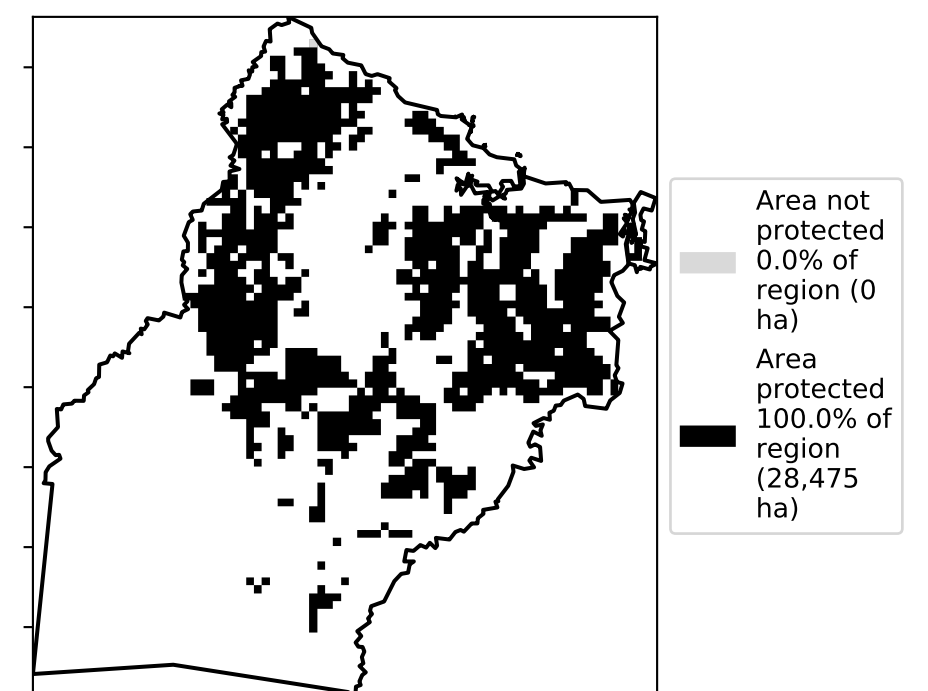 Area not
protected
0.0% of
region (0
ha)
Area
protected
100.0% of
region
(28,475
ha)